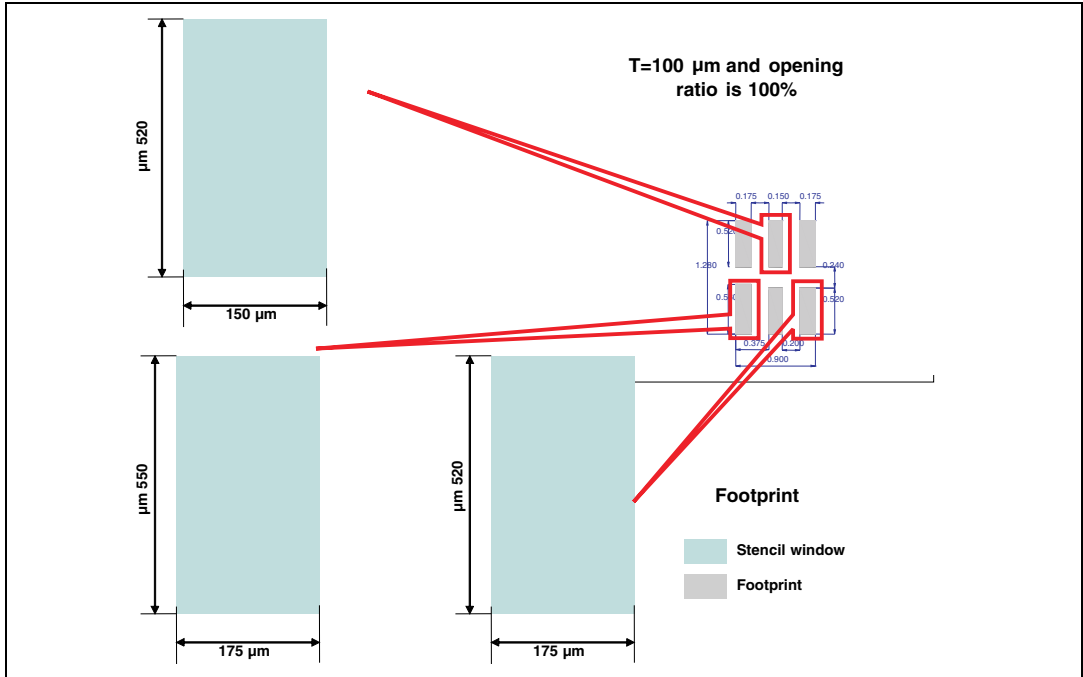 T=100 µm and opening
ratio is 100%
µm 520
150 µm
0.175 0.150 0.175
1.280
0.240
0.520
0.375
0.200
µm 550
175 µm
µm 520
175 µm
Footprint
Stencil window
Footprint